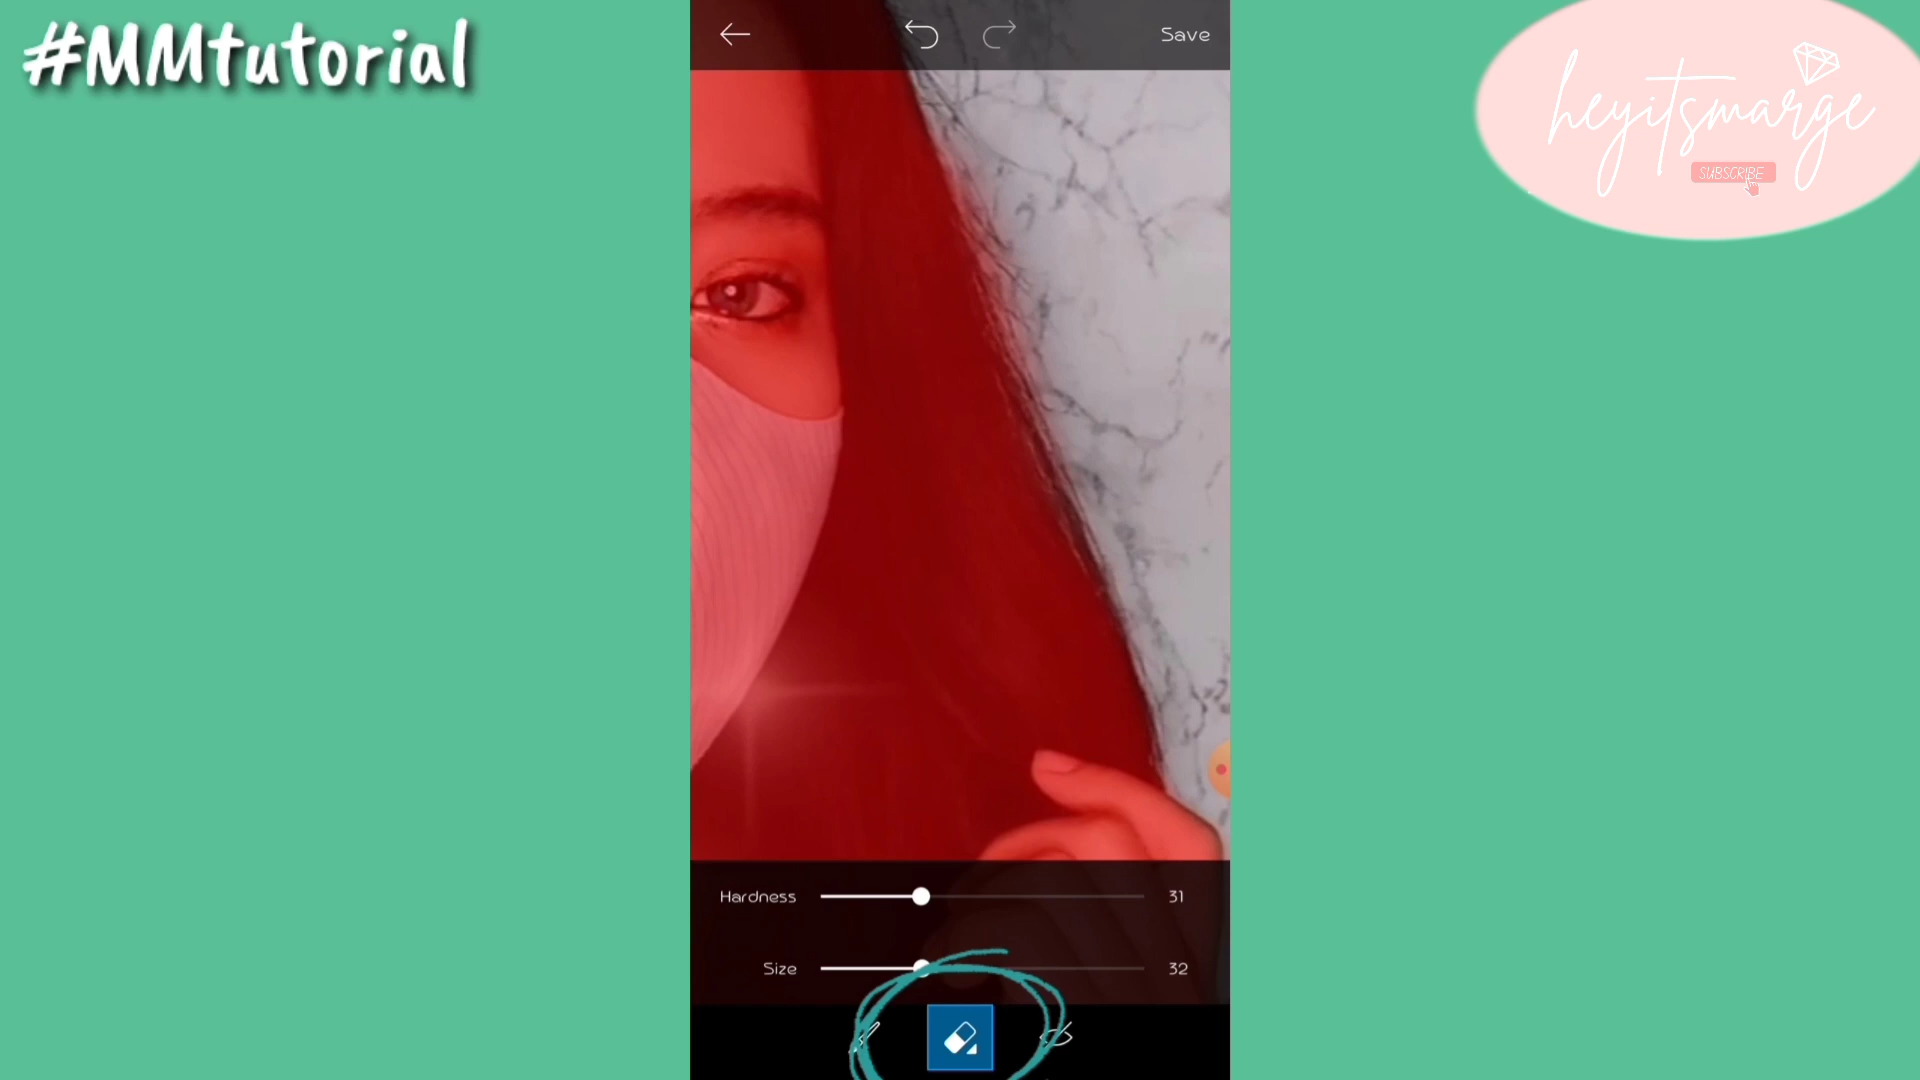 #MMtutorial
Save
heyitsmarge
SUBSCRIBE
Hardness 31
Size 32